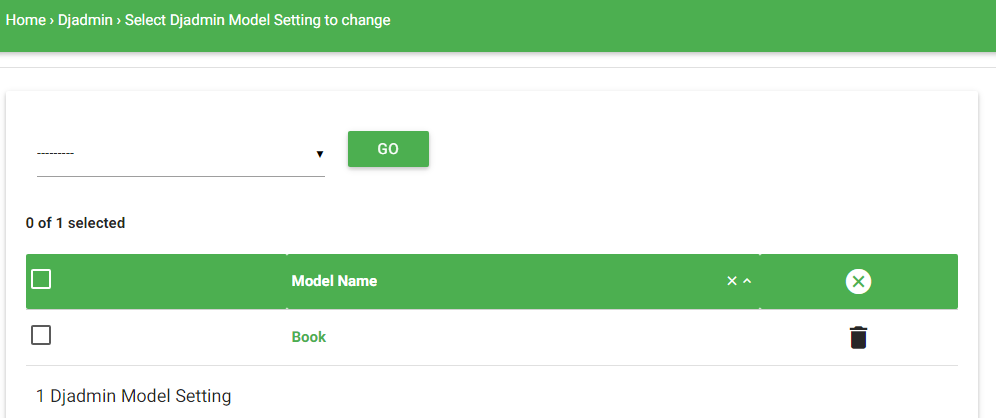 Home › Djadmin › Select Djadmin Model Setting to change
---------
GO
0 of 1 selected
Model Name
Book
1 Djadmin Model Setting